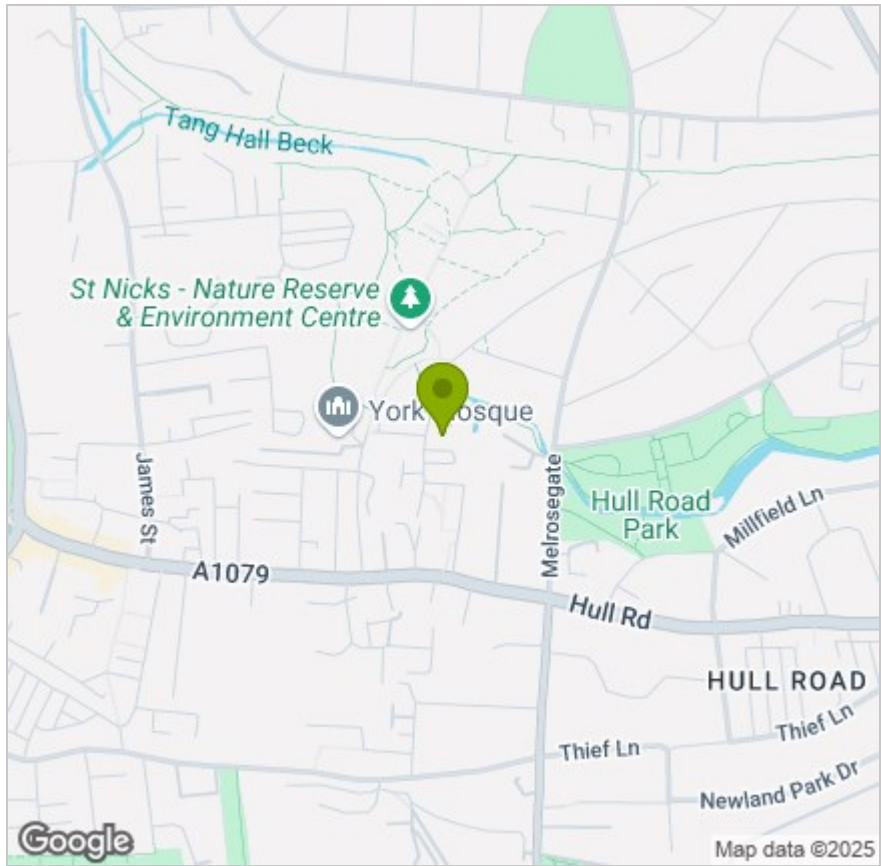 Tang Hall Beck
St Nicks - Nature Reserve
& Environment Centre
York
James St
Melrosegate
Hull Road
Park
Millfield Ln
A1079
Hull Rd
HULL ROAD
Thief Ln
Thief Ln
Newland Park Dr
Google
Map data ©2025